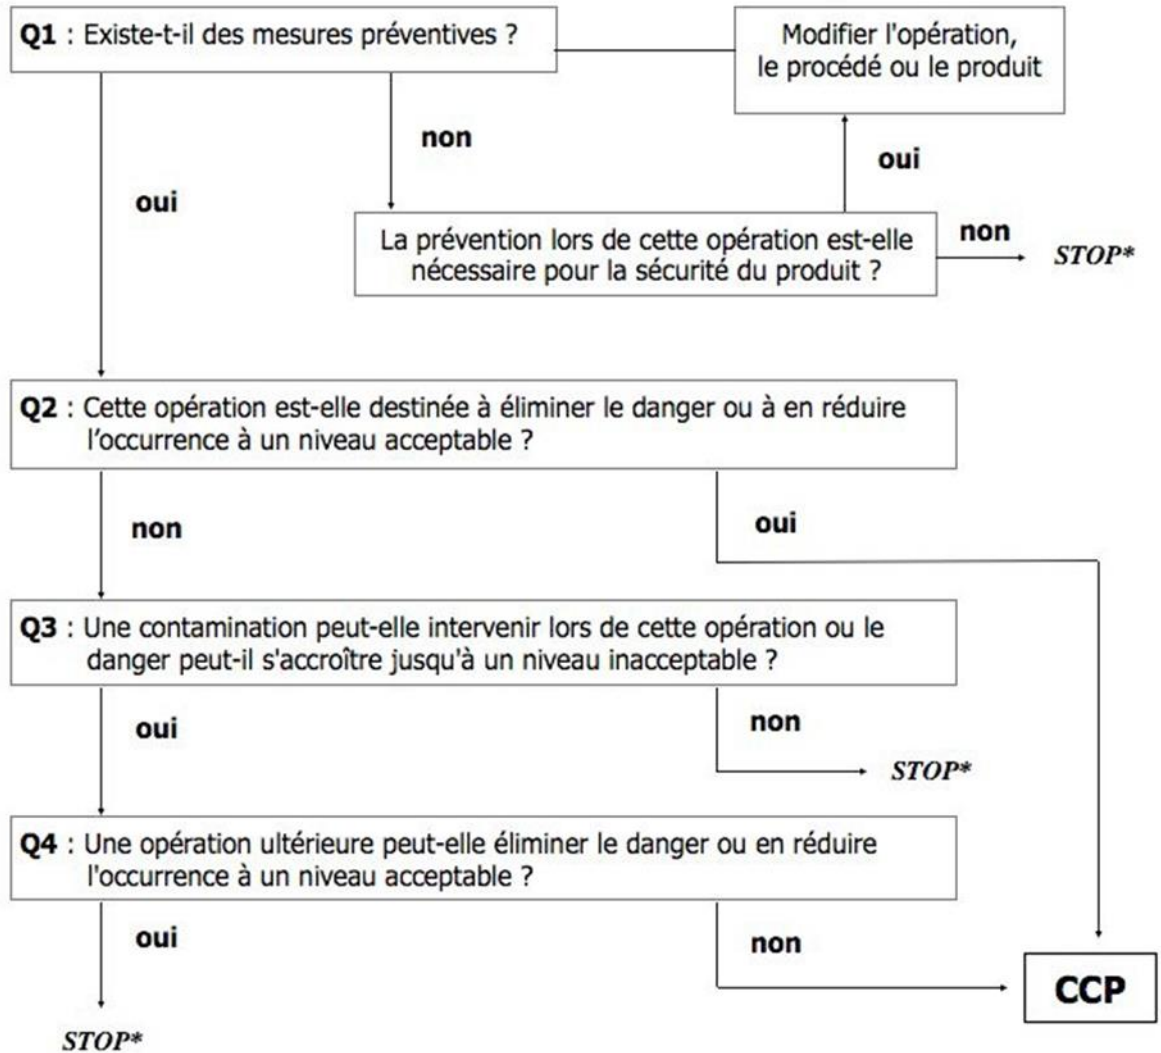 Q1 : Existe-t-il des mesures préventives ?
Modifier l'opération,
le procédé ou le produit
non
oui
oui
La prévention lors de cette opération est-elle
nécessaire pour la sécurité du produit ?
non
STOP*
Q2 : Cette opération est-elle destinée à éliminer le danger ou à en réduire
l’occurrence à un niveau acceptable ?
non
oui
Q3 : Une contamination peut-elle intervenir lors de cette opération ou le
danger peut-il s'accroître jusqu'à un niveau inacceptable ?
oui
non
STOP*
Q4 : Une opération ultérieure peut-elle éliminer le danger ou en réduire
l'occurrence à un niveau acceptable ?
oui
non
CCP
STOP*